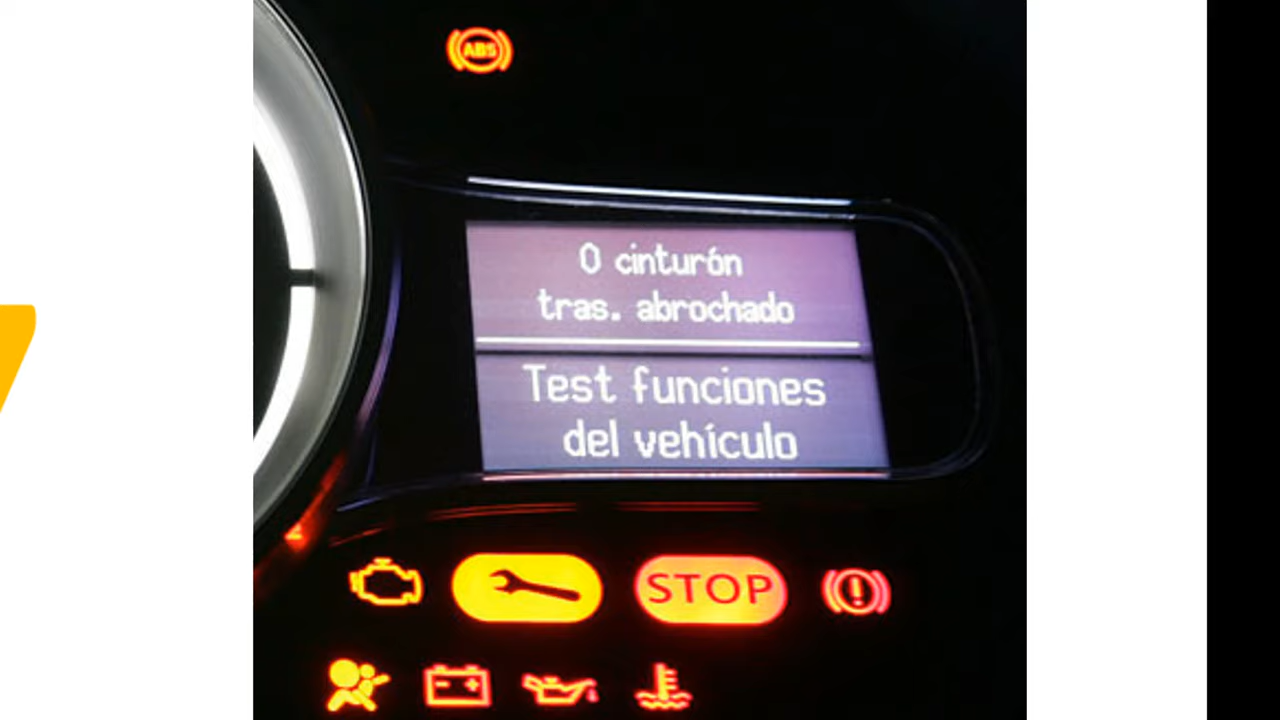 ABS
0 cinturón
tras. abrochado
Test funciones
del vehículo
STOP